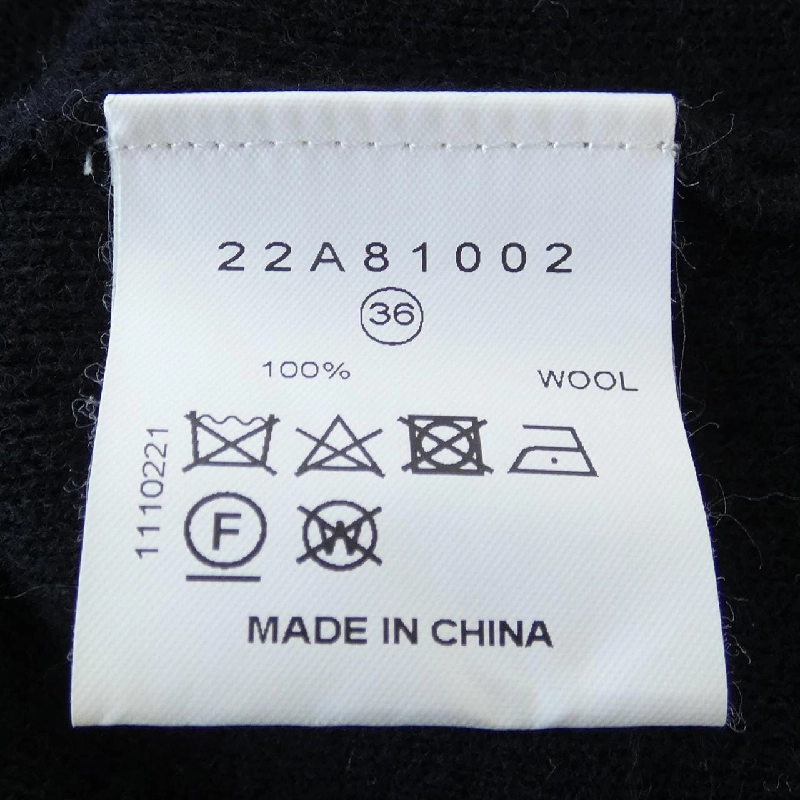 22A81002
36
100% WOOL
1110221
F W
MADE IN CHINA